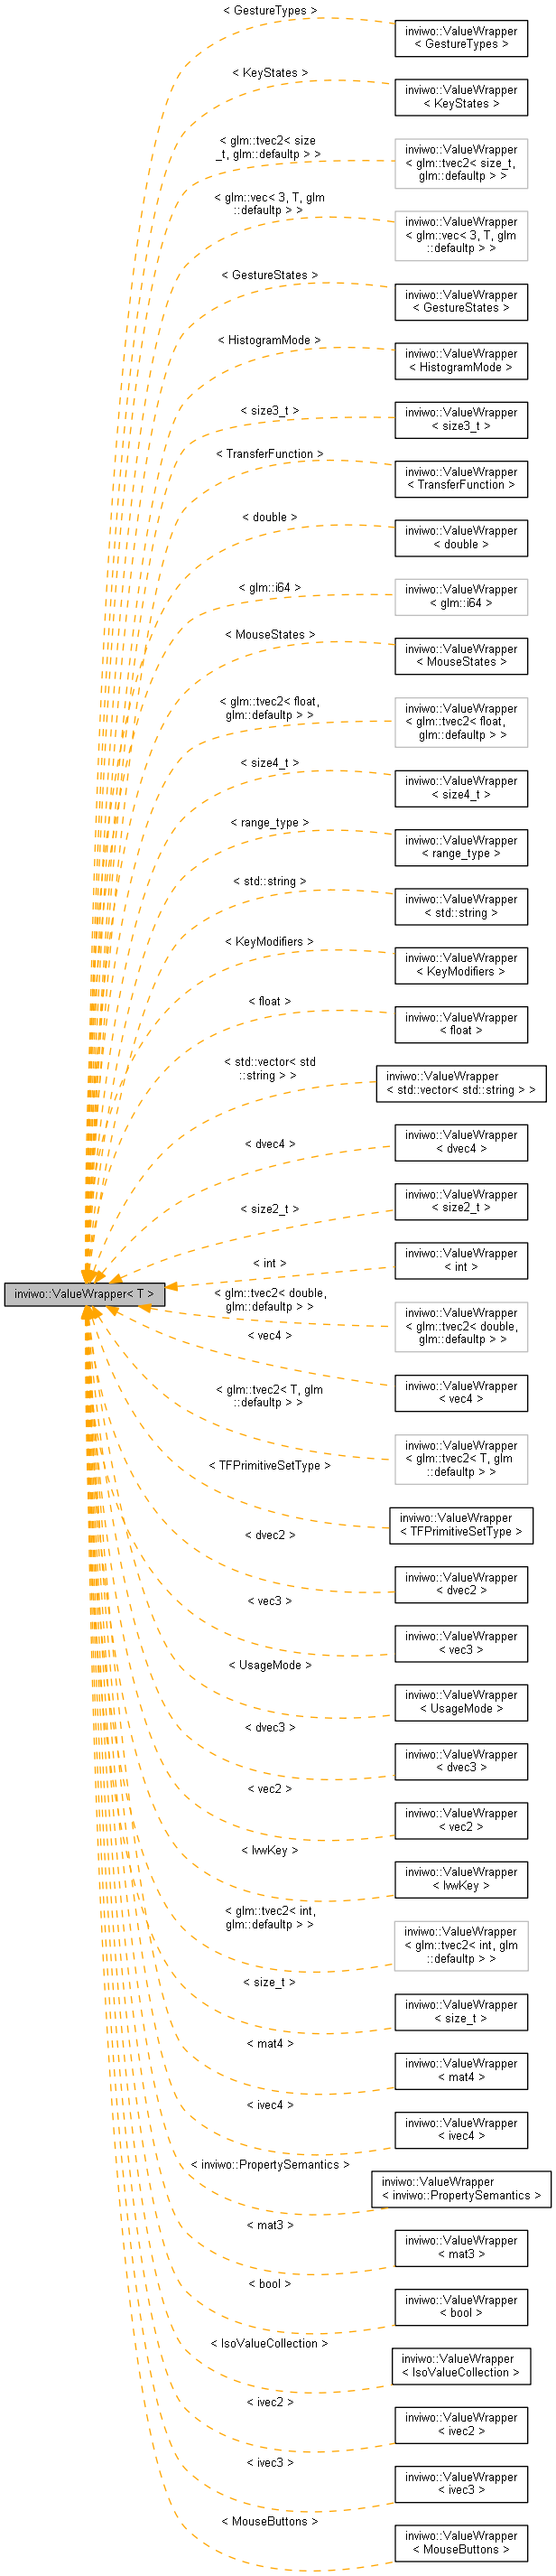 < GestureTypes >
inviwo::ValueWrapper
< GestureTypes >
< KeyStates >
inviwo::ValueWrapper
< KeyStates >
< glm::tvec2< size
_t, glm::defaultp > >
inviwo::ValueWrapper
< glm::tvec2< size_t,
glm::defaultp > >
< glm::vec< 3, T, glm
::defaultp > >
inviwo::ValueWrapper
< glm::vec< 3, T, glm
::defaultp > >
< GestureStates >
inviwo::ValueWrapper
< GestureStates >
< HistogramMode >
inviwo::ValueWrapper
< HistogramMode >
< size3_t >
inviwo::ValueWrapper
< size3_t >
< TransferFunction >
inviwo::ValueWrapper
< TransferFunction >
< double >
inviwo::ValueWrapper
< double >
< glm::i64 >
inviwo::ValueWrapper
< glm::i64 >
< MouseStates >
inviwo::ValueWrapper
< MouseStates >
< glm::tvec2< float,
glm::defaultp > >
inviwo::ValueWrapper
< glm::tvec2< float,
glm::defaultp > >
< size4_t >
inviwo::ValueWrapper
< size4_t >
< range_type >
inviwo::ValueWrapper
< range_type >
< std::string >
inviwo::ValueWrapper
< std::string >
< KeyModifiers >
inviwo::ValueWrapper
< KeyModifiers >
< float >
inviwo::ValueWrapper
< float >
< std::vector< std
::string > >
inviwo::ValueWrapper
< std::vector< std::string > >
< dvec4 >
inviwo::ValueWrapper
< dvec4 >
< size2_t >
inviwo::ValueWrapper
< size2_t >
< int >
inviwo::ValueWrapper
< int >
inviwo::ValueWrapper< T >
< glm::tvec2< double,
glm::defaultp > >
inviwo::ValueWrapper
< glm::tvec2< double,
glm::defaultp > >
< vec4 >
inviwo::ValueWrapper
< vec4 >
< glm::tvec2< T, glm
::defaultp > >
inviwo::ValueWrapper
< glm::tvec2< T, glm
::defaultp > >
< TFPrimitiveSetType >
inviwo::ValueWrapper
< TFPrimitiveSetType >
< dvec2 >
inviwo::ValueWrapper
< dvec2 >
< vec3 >
inviwo::ValueWrapper
< vec3 >
< UsageMode >
inviwo::ValueWrapper
< UsageMode >
< dvec3 >
inviwo::ValueWrapper
< dvec3 >
< vec2 >
inviwo::ValueWrapper
< vec2 >
< IvwKey >
inviwo::ValueWrapper
< IvwKey >
< glm::tvec2< int,
glm::defaultp > >
inviwo::ValueWrapper
< glm::tvec2< int, glm
::defaultp > >
< size_t >
inviwo::ValueWrapper
< size_t >
< mat4 >
inviwo::ValueWrapper
< mat4 >
< ivec4 >
inviwo::ValueWrapper
< ivec4 >
< inviwo::PropertySemantics >
inviwo::ValueWrapper
< inviwo::PropertySemantics >
< mat3 >
inviwo::ValueWrapper
< mat3 >
< bool >
inviwo::ValueWrapper
< bool >
< IsoValueCollection >
inviwo::ValueWrapper
< IsoValueCollection >
< ivec2 >
inviwo::ValueWrapper
< ivec2 >
< ivec3 >
inviwo::ValueWrapper
< ivec3 >
< MouseButtons >
inviwo::ValueWrapper
< MouseButtons >